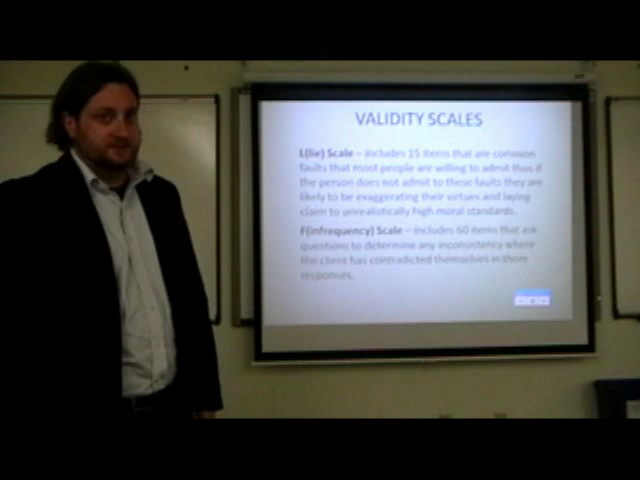 VALIDITY SCALES
L(lie) Scale – includes 15 items that are common
faults that most people are willing to admit thus if
the person does not admit to these faults they are
likely to be exaggerating their virtues and laying
claim to unrealistically high moral standards.
F(infrequency) Scale – includes 60 items that ask
questions to determine any inconsistency where
the client has contradicted themselves in there
responses.